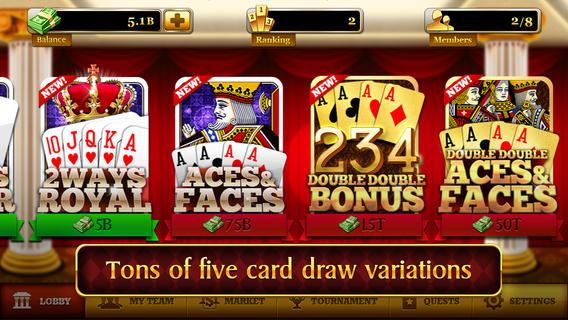 5.1B
Balance
2
Ranking
2/8
Members
NEW!
10 J Q K A
2WAYS
ROYAL
5B
NEW!
A A A A
ACES &
FACES
75B
NEW!
A A A A
234
DOUBLE DOUBLE
BONUS
15T
NEW!
A A A A
DOUBLE DOUBLE
ACES &
FACES
50T
Tons of five card draw variations
LOBBY
MY TEAM
MARKET
TOURNAMENT
QUESTS
SETTINGS